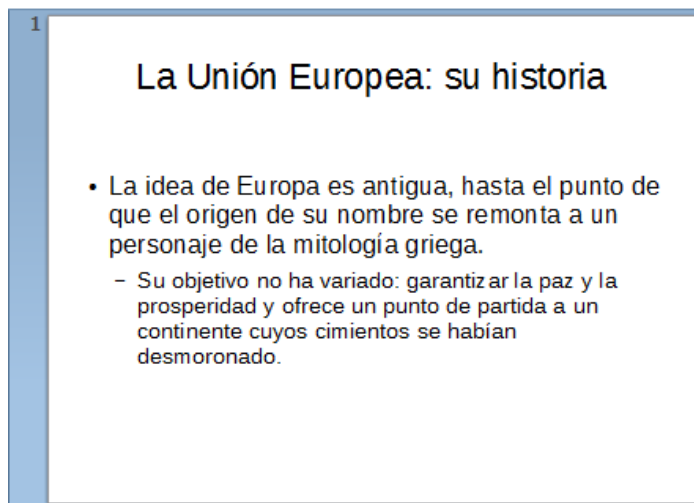 1
La Unión Europea: su historia
• La idea de Europa es antigua, hasta el punto de
que el origen de su nombre se remonta a un
personaje de la mitología griega.
– Su objetivo no ha variado: garantizar la paz y la
prosperidad y ofrece un punto de partida a un
continente cuyos cimientos se habían
desmoronado.